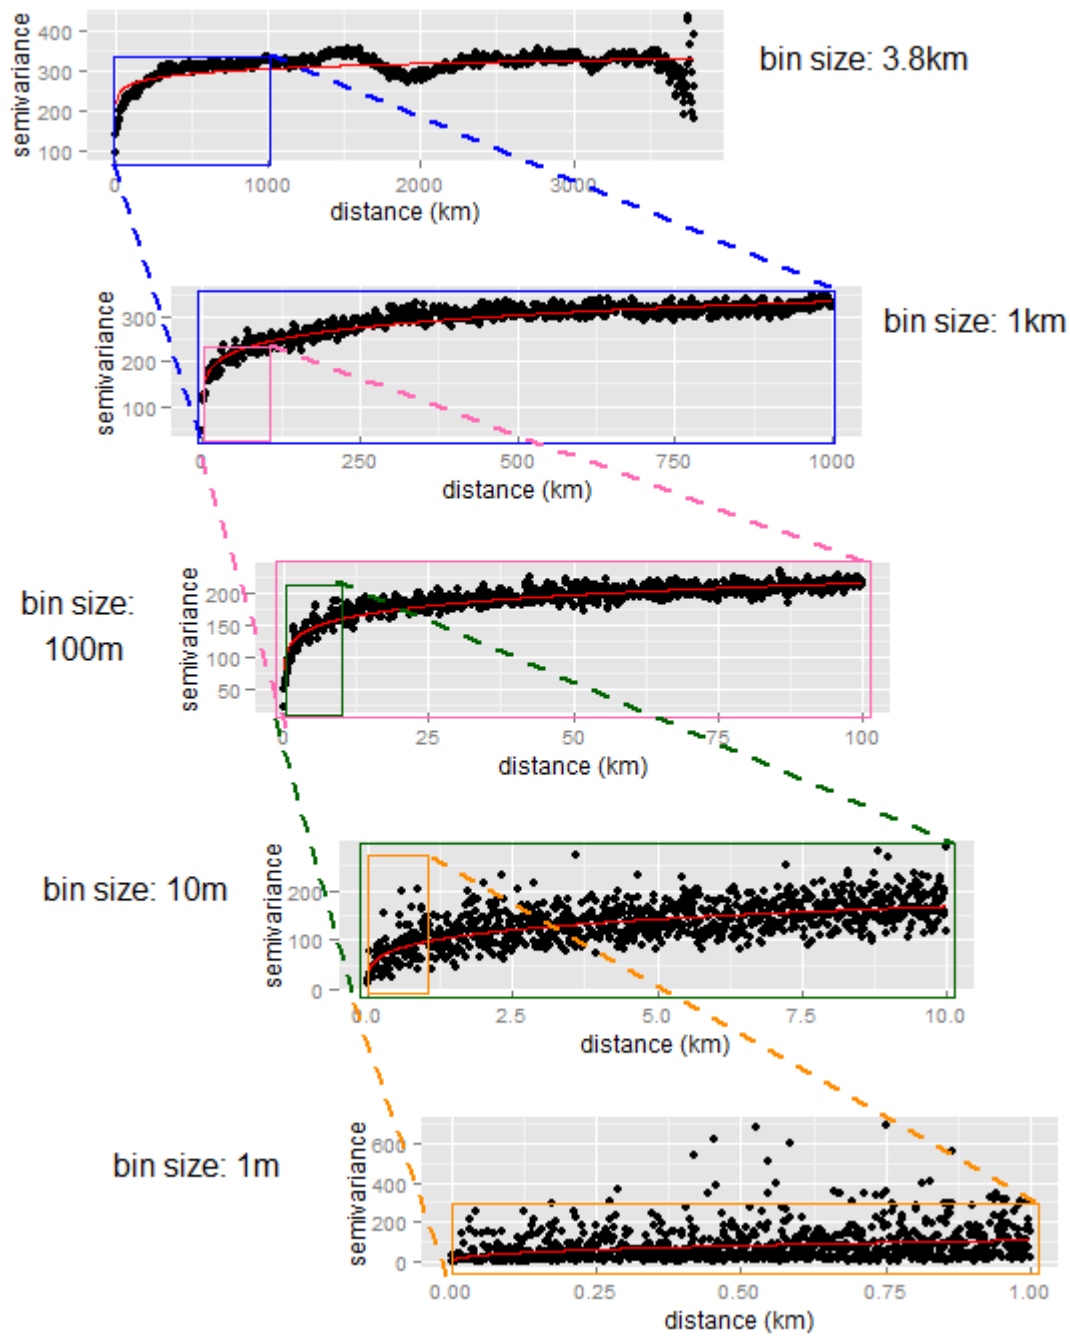 400
300
200
100
semivariance
bin size: 3.8km
0 1000 2000 3000
distance (km)
300
200
100
semivariance
bin size: 1km
0 250 500 750 1000
distance (km)
bin size:
100m
200
150
100
50
semivariance
0 25 50 75 100
distance (km)
bin size: 10m
200
100
0
semivariance
0.0 2.5 5.0 7.5 10.0
distance (km)
bin size: 1m
600
400
200
0
semivariance
0.00 0.25 0.50 0.75 1.00
distance (km)